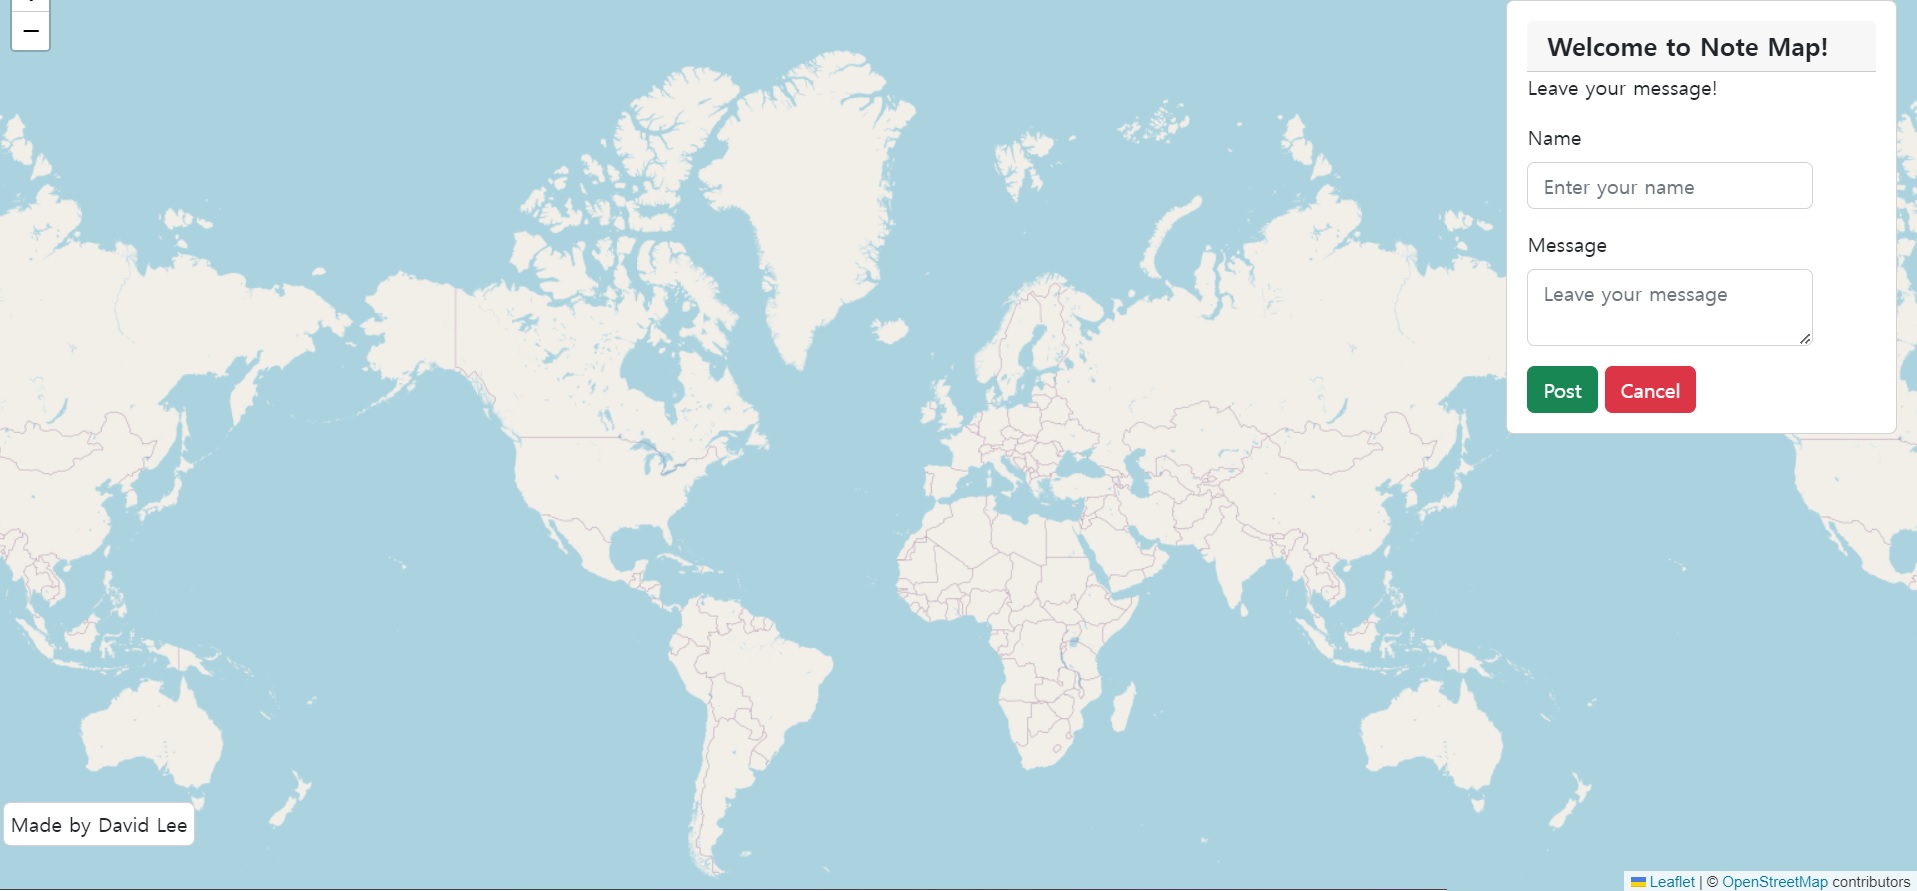 −
Welcome to Note Map!
Leave your message!
Name
Enter your name
Message
Leave your message
Post Cancel
Made by David Lee
Leaflet | © OpenStreetMap contributors